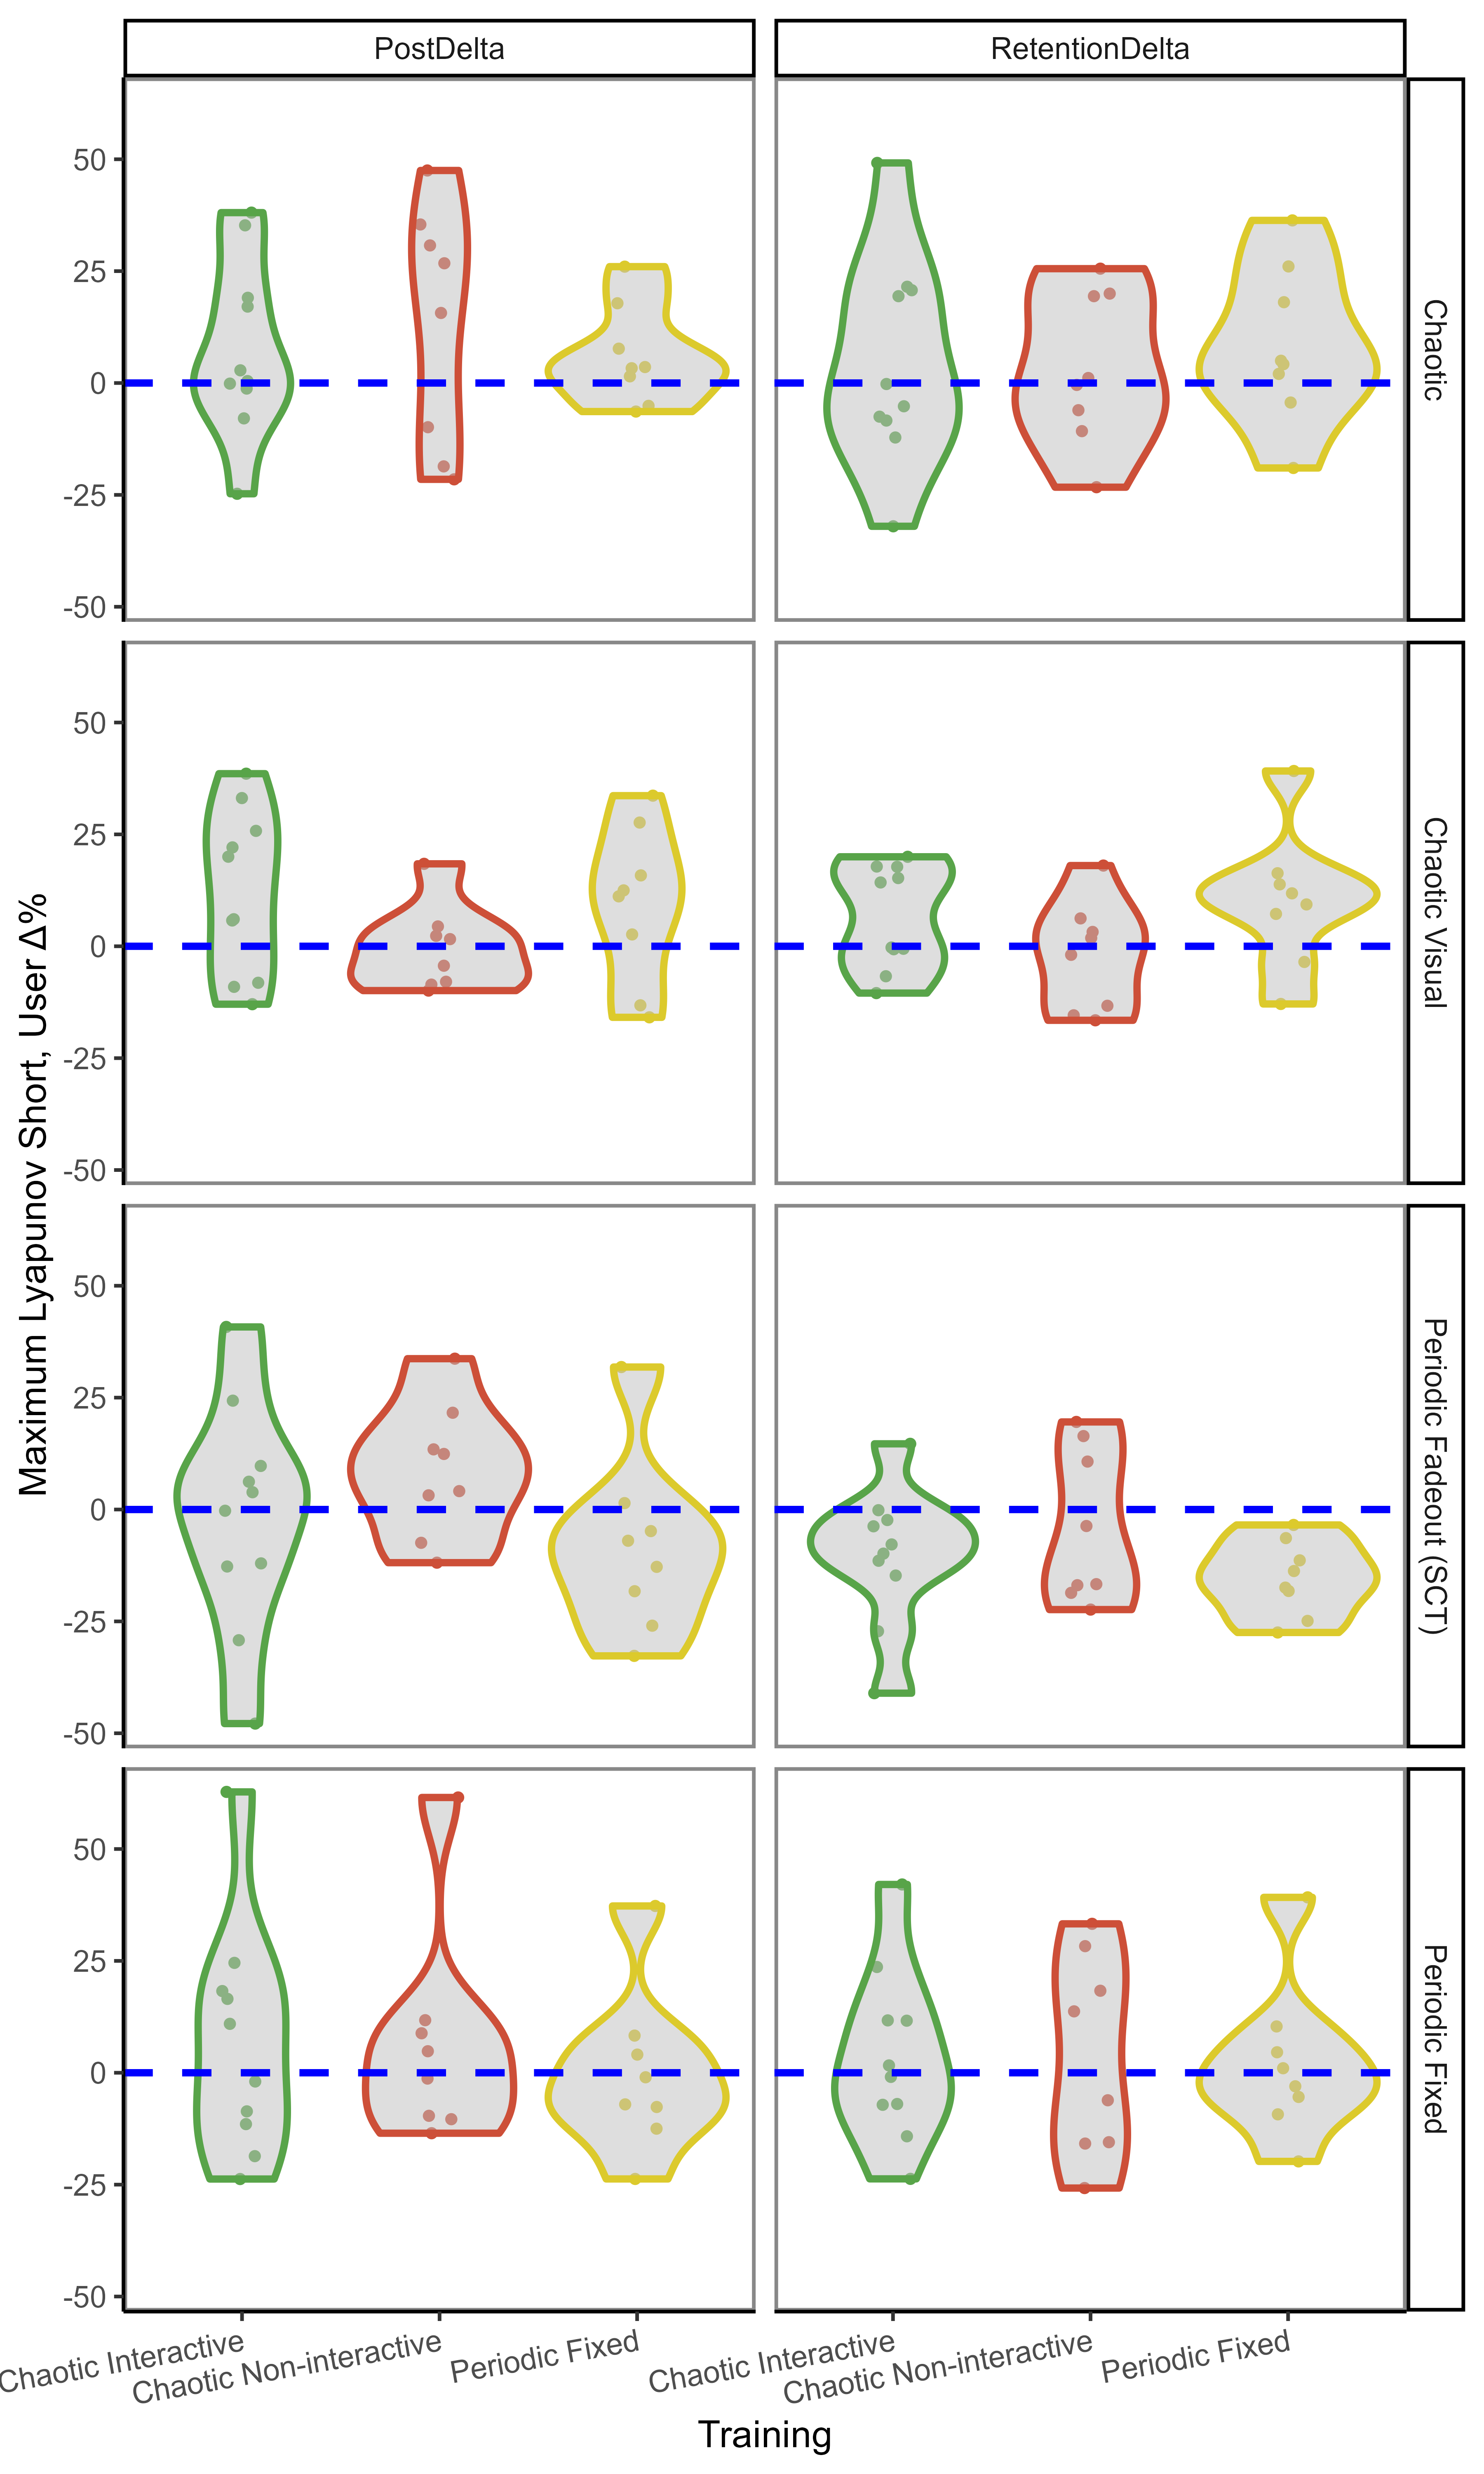 PostDelta
RetentionDelta
50
25
0
-25
-50
Chaotic
50
25
0
-25
-50
Chaotic Visual
50
25
0
-25
-50
Periodic Fadeout (SCT)
50
25
0
-25
-50
Periodic Fixed
Maximum Lyapunov Short, User Δ%
Chaotic Interactive
Chaotic Non-interactive
Periodic Fixed
Chaotic Interactive
Chaotic Non-interactive
Periodic Fixed
Training